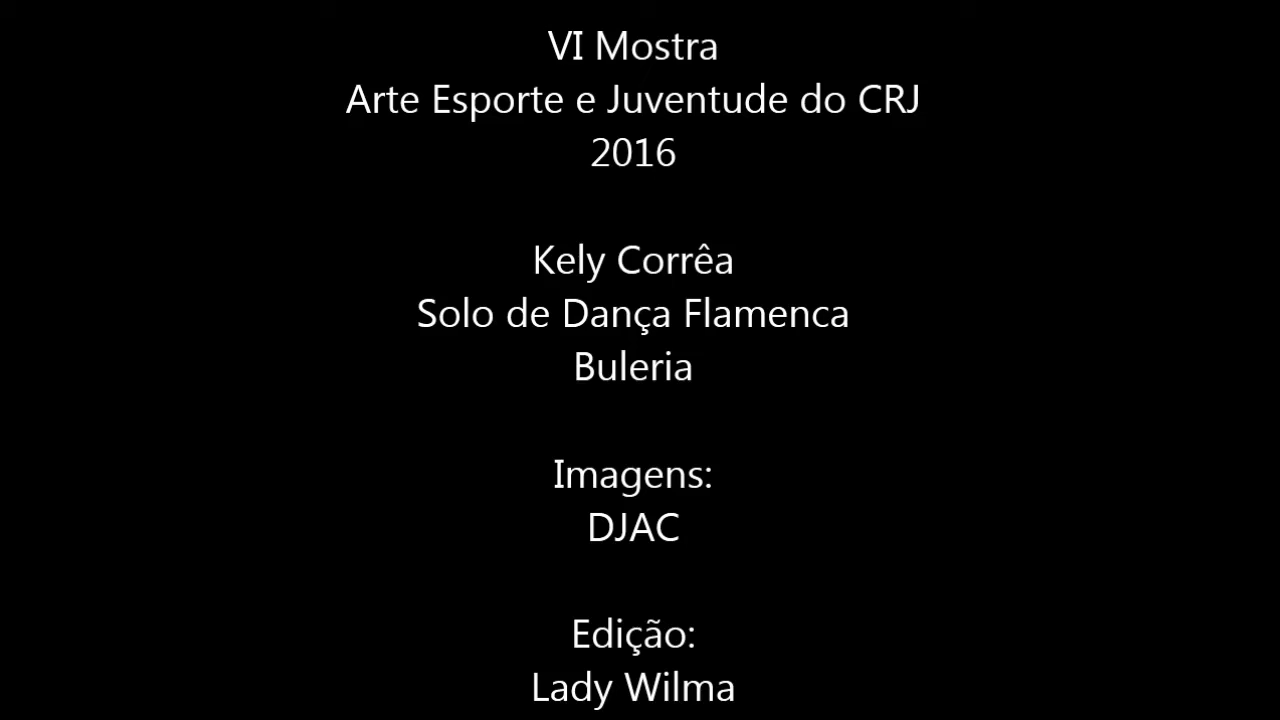 VI Mostra
Arte Esporte e Juventude do CRJ
2016
Kely Corrêa
Solo de Dança Flamenca
Buleria
Imagens:
DJAC
Edição:
Lady Wilma